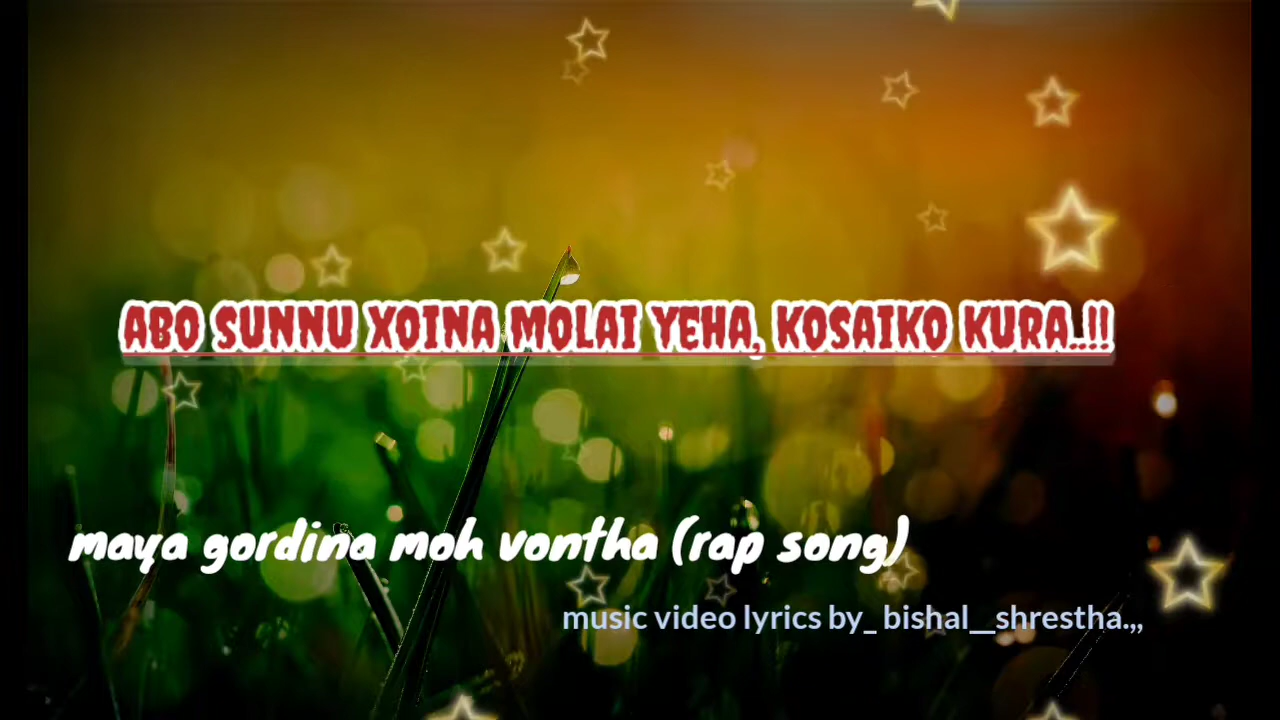 ABO SUNNU XOINA MOLAI YEHA, KOSAIKO KURA..!!
maya gordina moh vontha (rap song)
music video lyrics by_ bishal__shrestha.,,